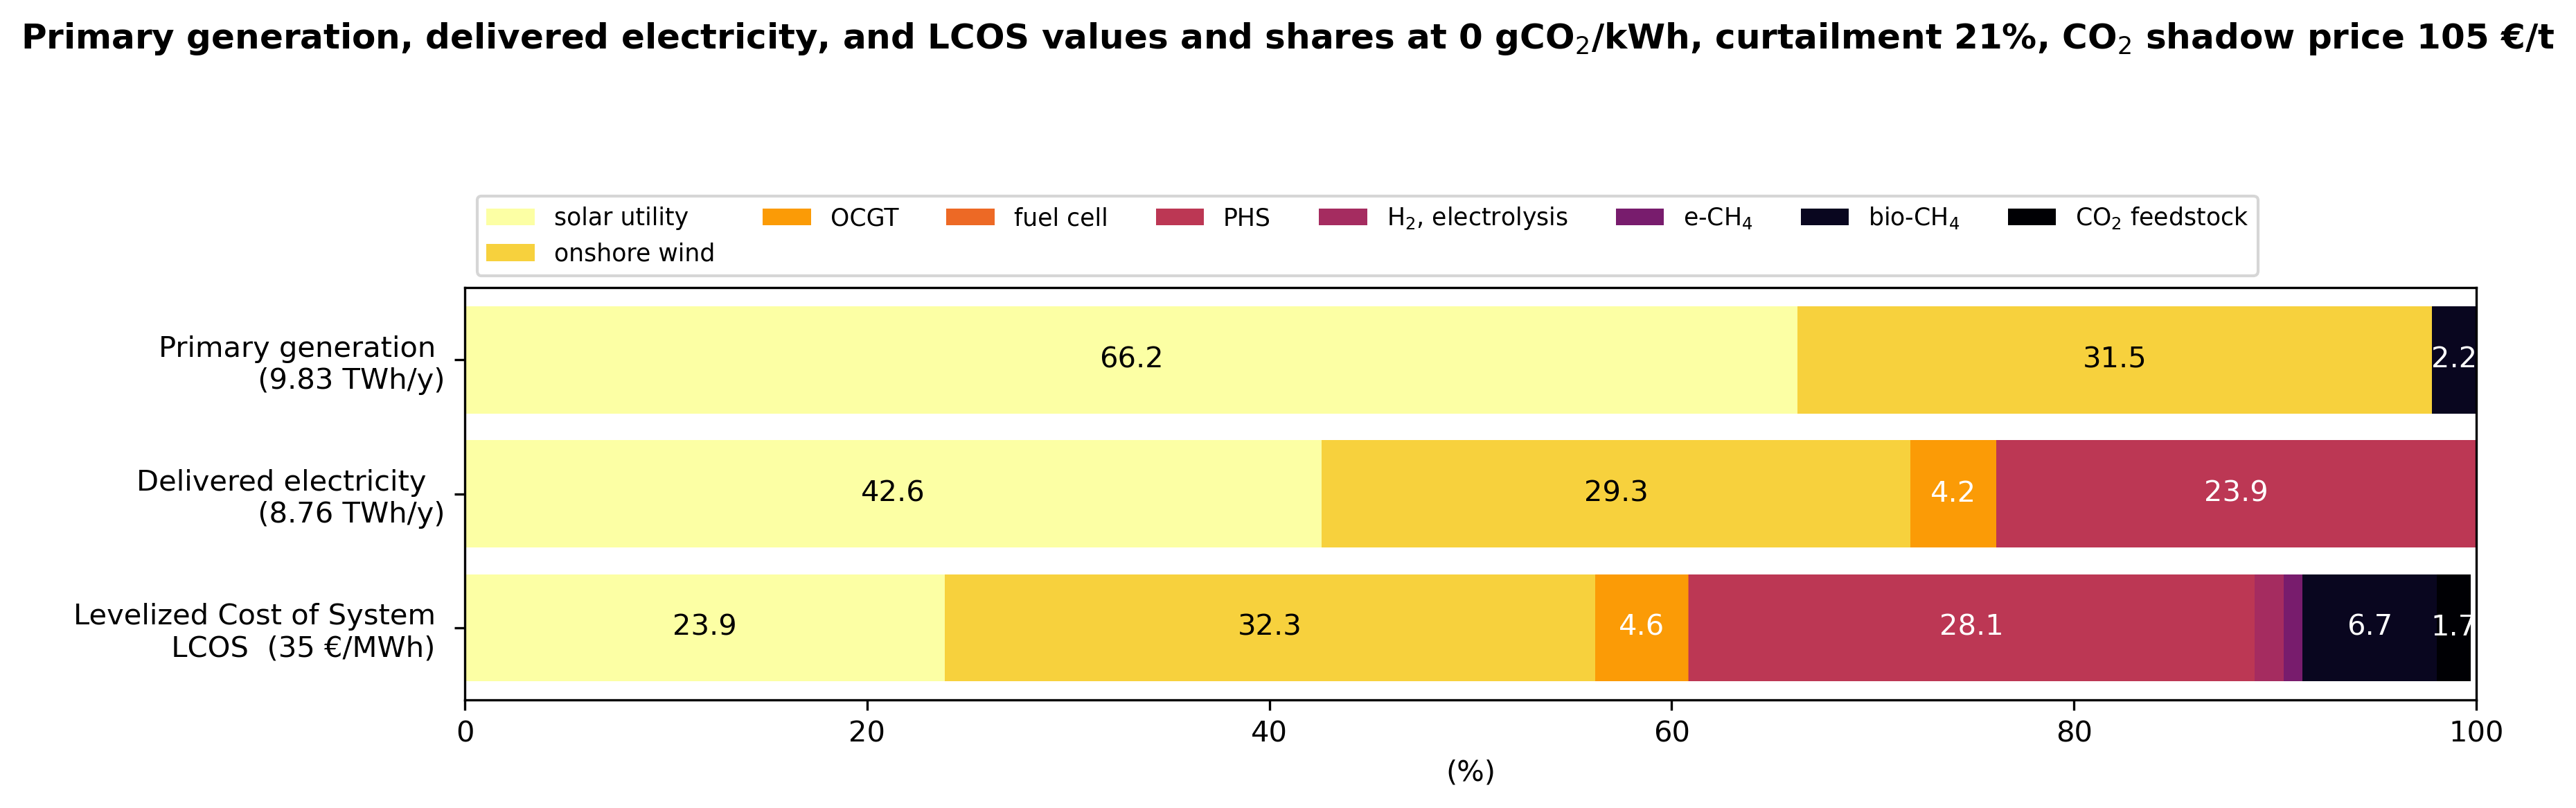 Primary generation, delivered electricity, and LCOS values and shares at 0 gCO₂/kWh, curtailment 21%, CO₂ shadow price 105 €/t
solar utility OCGT fuel cell PHS H₂, electrolysis e-CH₄ bio-CH₄ CO₂ feedstock
onshore wind
Primary generation
(9.83 TWh/y)
66.2 31.5 2.2
Delivered electricity
(8.76 TWh/y)
42.6 29.3 4.2 23.9
Levelized Cost of System
LCOS (35 €/MWh)
23.9 32.3 4.6 28.1 6.7 1.7
0 20 40 60 80 100
(%)